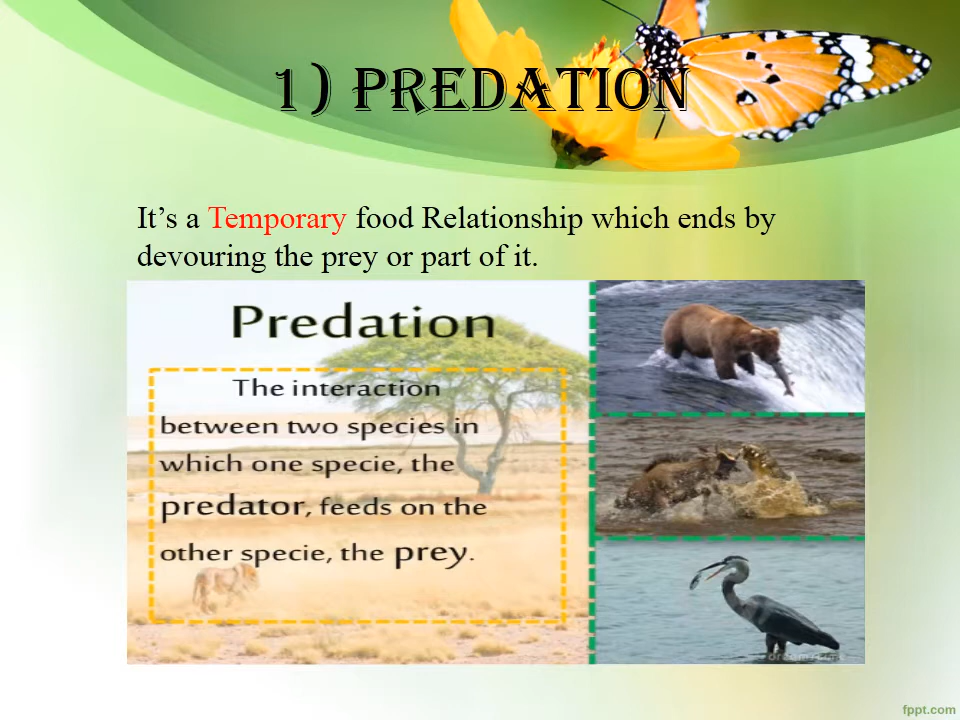 1) PREDATION
It’s a Temporary food Relationship which ends by
devouring the prey or part of it.
Predation
The interaction
between two species in
which one specie, the
predator, feeds on the
other specie, the prey.
dreamstime
fppt.com